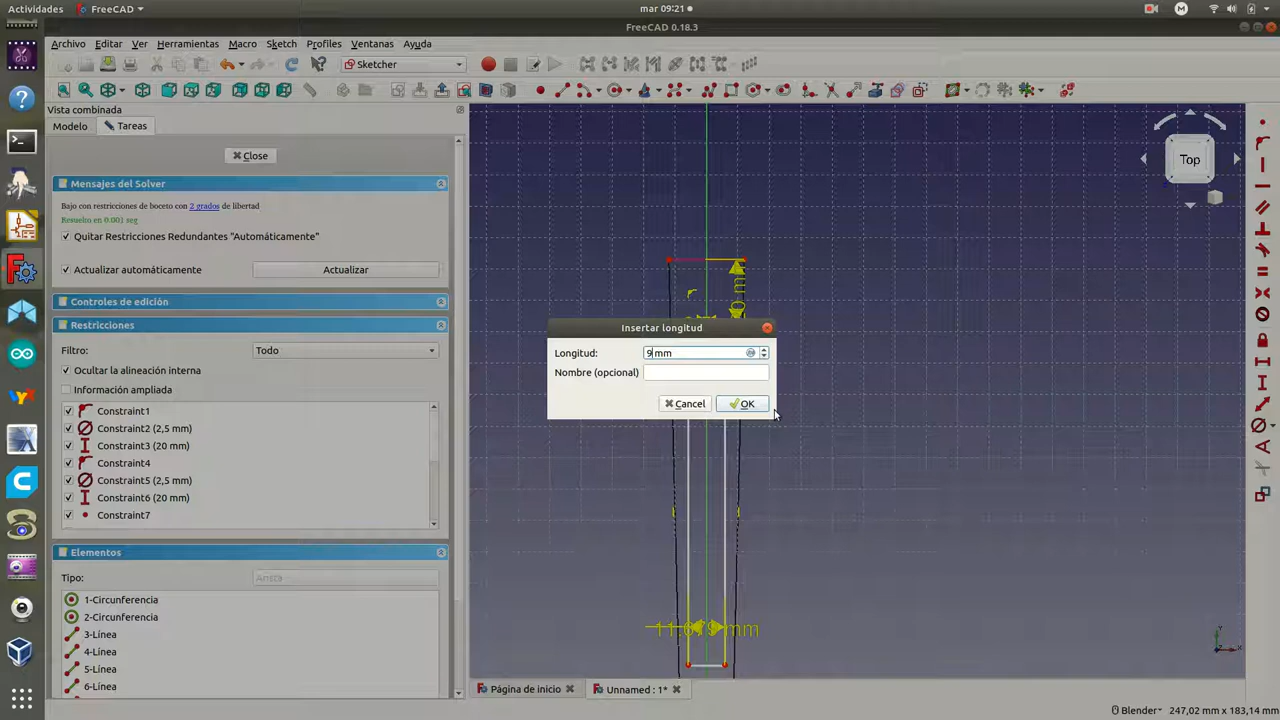 Actividades
FreeCAD
mar 09:21
FreeCAD 0.18.3
Archivo Editar Ver Herramientas Macro Sketch Profiles Ventanas Ayuda
Sketcher
Vista combinada
Modelo Tareas
Close
Mensajes del Solver
Bajo con restricciones de boceto con 2 grados de libertad
Resuelto en 0.001 seg
Quitar Restricciones Redundantes "Automáticamente"
Actualizar automáticamente
Actualizar
Controles de edición
Restricciones
Filtro: Todo
Ocultar la alineación interna
Información ampliada
Constraint1
Constraint2 (2,5 mm)
Constraint3 (20 mm)
Constraint4
Constraint5 (2,5 mm)
Constraint6 (20 mm)
Constraint7
Elementos
Tipo: Arista
1-Circunferencia
2-Circunferencia
3-Línea
4-Línea
5-Línea
6-Línea
Top
Insertar longitud
Longitud: 9 mm
Nombre (opcional)
Cancel OK
Página de inicio
Unnamed : 1*
Blender 247,02 mm x 183,14 mm